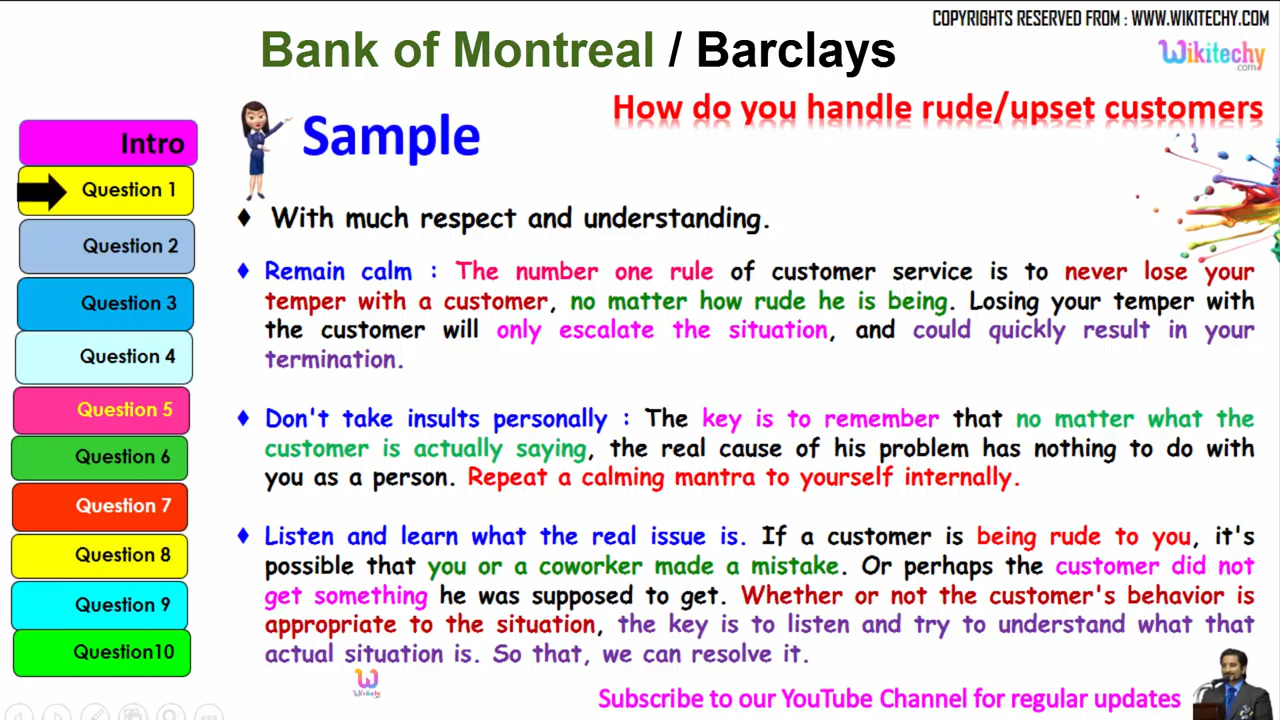 COPYRIGHTS RESERVED FROM : WWW.WIKITECHY.COM
Bank of Montreal / Barclays
Wikitechy
.com
How do you handle rude/upset customers
Sample
Intro
Question 1
Question 2
Question 3
Question 4
Question 5
Question 6
Question 7
Question 8
Question 9
Question10
With much respect and understanding.
Remain calm : The number one rule of customer service is to never lose your
temper with a customer, no matter how rude he is being. Losing your temper with
the customer will only escalate the situation, and could quickly result in your
termination.
Don't take insults personally : The key is to remember that no matter what the
customer is actually saying, the real cause of his problem has nothing to do with
you as a person. Repeat a calming mantra to yourself internally.
Listen and learn what the real issue is. If a customer is being rude to you, it's
possible that you or a coworker made a mistake. Or perhaps the customer did not
get something he was supposed to get. Whether or not the customer's behavior is
appropriate to the situation, the key is to listen and try to understand what that
actual situation is. So that, we can resolve it.
Wikitechy
Subscribe to our YouTube Channel for regular updates